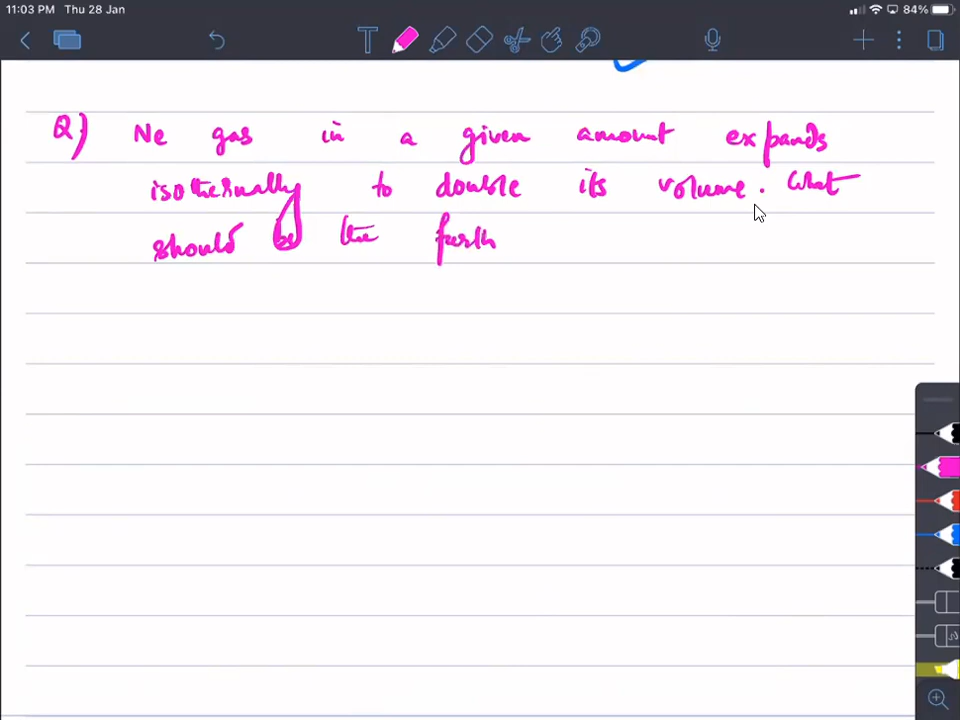 11:03 PM Thu 28 Jan 84%
Q) Ne gas in a given amount expands
isothermally to double its volume. What
should be the furth